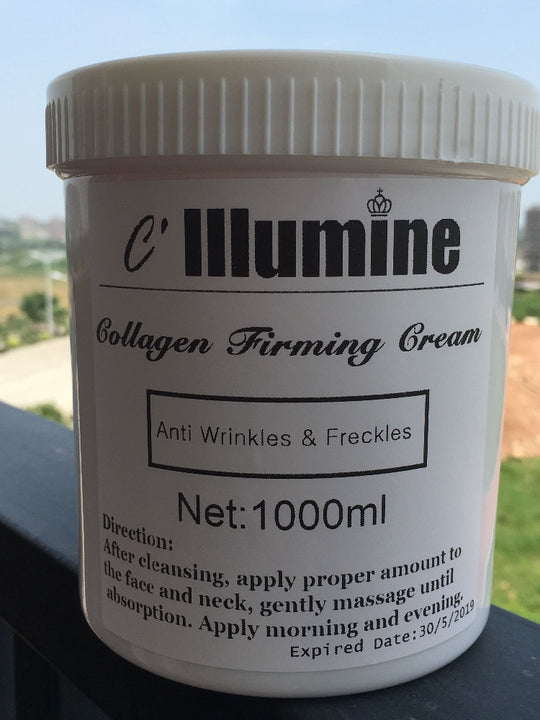 C' Illumine
Collagen Firming Cream
Anti Wrinkles & Freckles
Net:1000ml
Direction:
After cleansing, apply proper amount to
the face and neck, gently massage until
absorption. Apply morning and evening.
Expired Date:30/5/2019